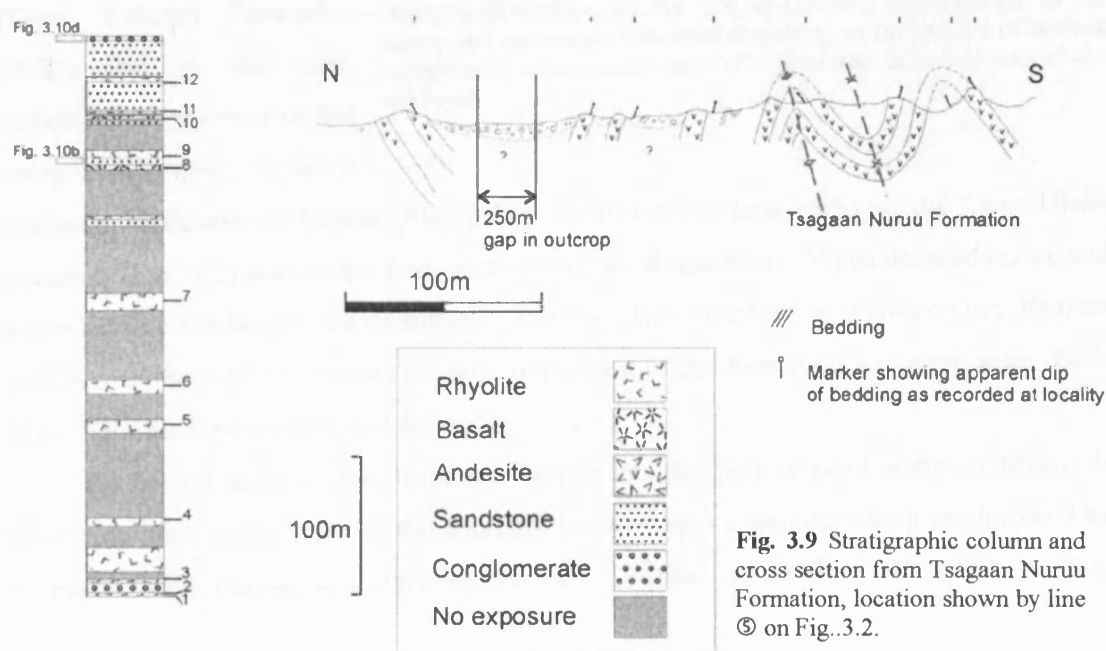 Fig. 3.10d
12
11
10
Fig. 3.10b
9
8
7
6
5
4
3
2
1
100m
N
S
?
?
250m
gap in outcrop
Tsagaan Nuruu Formation
100m
Bedding
Marker showing apparent dip
of bedding as recorded at locality
Rhyolite
Basalt
Andesite
Sandstone
Conglomerate
No exposure
Fig. 3.9 Stratigraphic column and
cross section from Tsagaan Nuruu
Formation, location shown by line
⑤ on Fig..3.2.